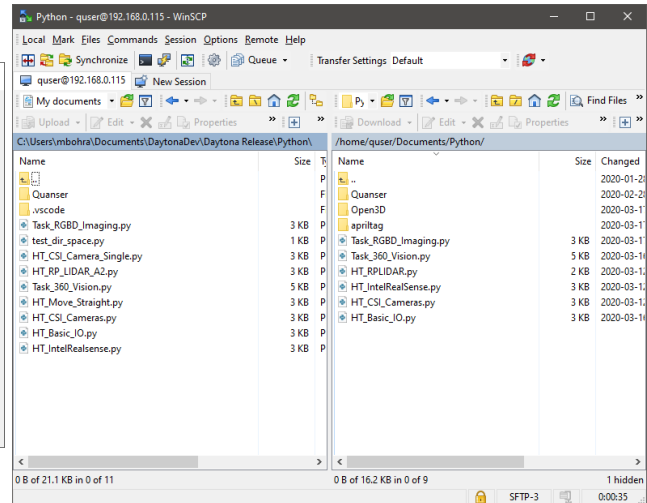 Python - quser@192.168.0.115 - WinSCP
Local Mark Files Commands Session Options Remote Help
Synchronize Queue Transfer Settings Default
quser@192.168.0.115 New Session
My documents Py Find Files »
Upload Edit Properties » Download Edit Properties »
C:\Users\mbohra\Documents\DaytonaDev\Daytona Release\Python\ /home/quser/Documents/Python/
Name Size Name Size Changed
.. P .. 2020-01-28
Quanser F Quanser 2020-02-28
.vscode F Open3D 2020-03-1
Task_RGBD_Imaging.py 3 KB P apriltag 2020-03-1
test_dir_space.py 1 KB P Task_RGBD_Imaging.py 3 KB 2020-03-1
HT_CSI_Camera_Single.py 3 KB P Task_360_Vision.py 5 KB 2020-03-1
HT_RP_LIDAR_A2.py 3 KB P HT_RPLIDAR.py 2 KB 2020-03-1
Task_360_Vision.py 5 KB P HT_IntelRealSense.py 3 KB 2020-03-1
HT_Move_Straight.py 3 KB P HT_CSI_Cameras.py 3 KB 2020-03-1
HT_CSI_Cameras.py 3 KB P HT_Basic_IO.py 3 KB 2020-03-1
HT_Basic_IO.py 3 KB P
HT_IntelRealsense.py 3 KB P
0 B of 21.1 KB in 0 of 11 0 B of 16.2 KB in 0 of 9 1 hidden
SFTP-3 0:00:35